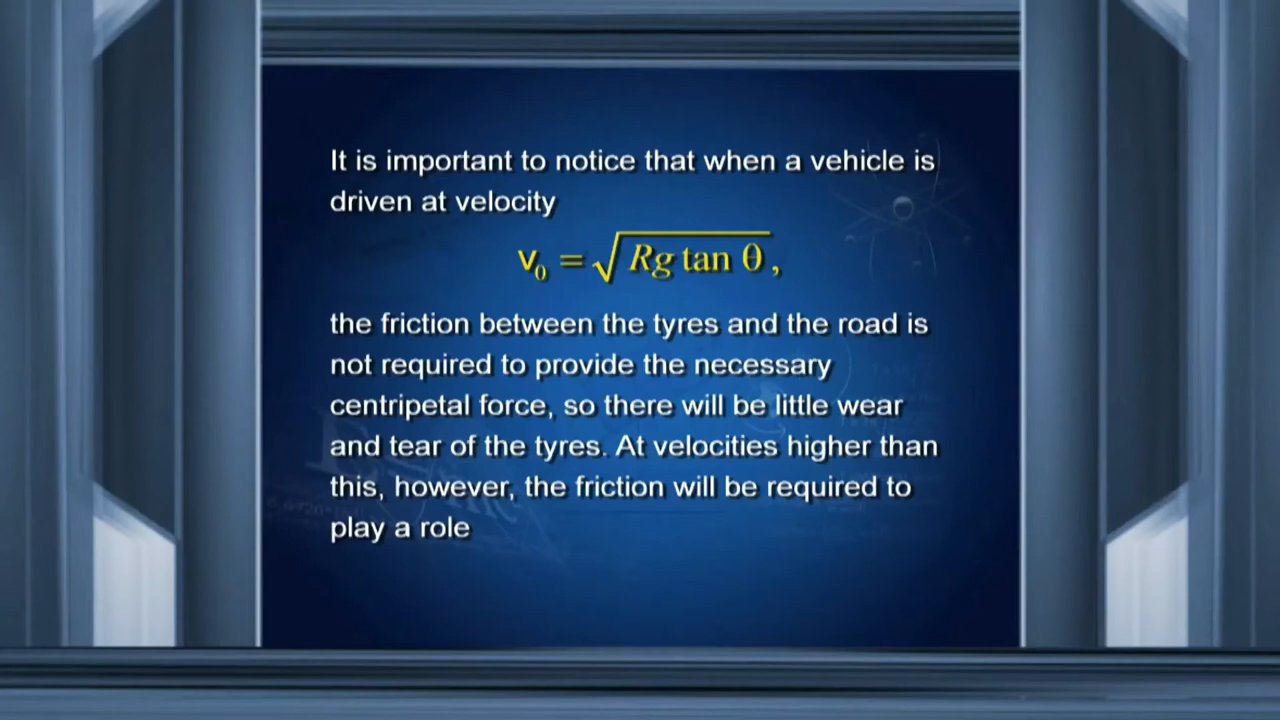 It is important to notice that when a vehicle is
driven at velocity
v₀ = √Rg tan θ,
the friction between the tyres and the road is
not required to provide the necessary
centripetal force, so there will be little wear
and tear of the tyres. At velocities higher than
this, however, the friction will be required to
play a role